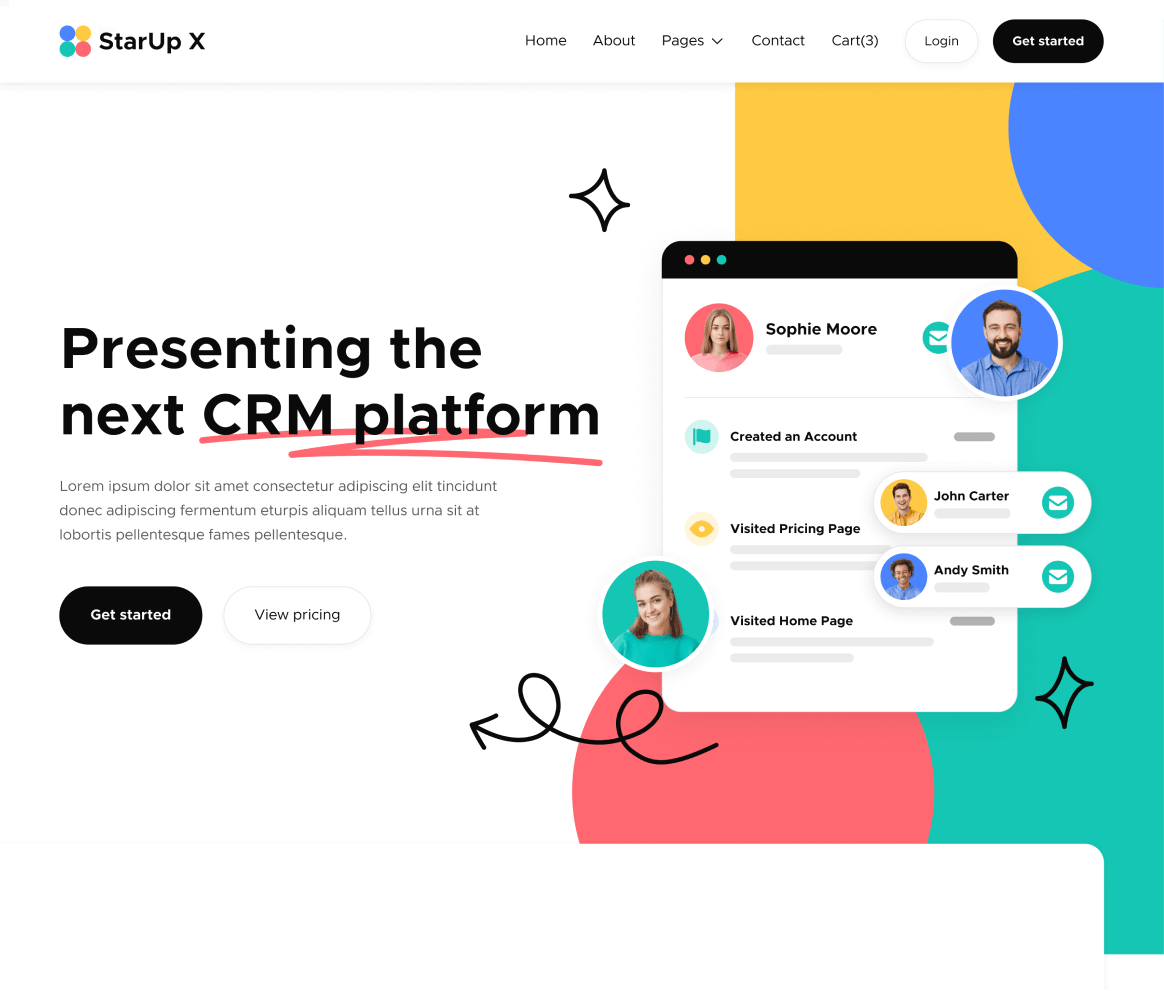 StarUp X
Home About Pages Contact Cart(3) Login Get started
Presenting the
next CRM platform
Lorem ipsum dolor sit amet consectetur adipiscing elit tincidunt
donec adipiscing fermentum eturpis aliquam tellus urna sit at
lobortis pellentesque fames pellentesque.
Get started View pricing
Sophie Moore
Created an Account
John Carter
Visited Pricing Page
Andy Smith
Visited Home Page